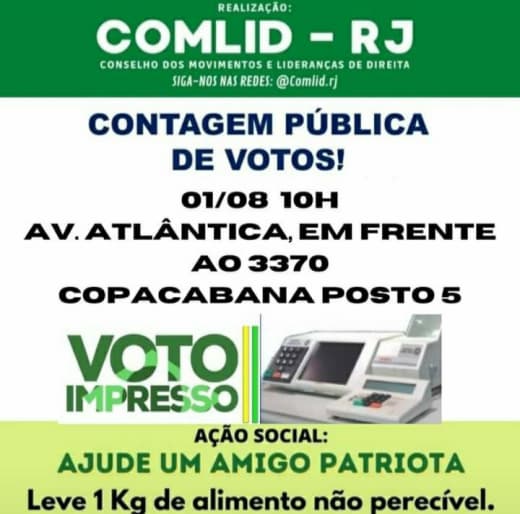 REALIZAÇÃO:
COMLID - RJ
CONSELHO DOS MOVIMENTOS E LIDERANÇAS DE DIREITA
SIGA-NOS NAS REDES: @Comlid.rj
CONTAGEM PÚBLICA
DE VOTOS!
01/08 10H
AV. ATLÂNTICA, EM FRENTE
AO 3370
COPACABANA POSTO 5
VOTO
IMPRESSO
AÇÃO SOCIAL:
AJUDE UM AMIGO PATRIOTA
Leve 1 Kg de alimento não perecível.